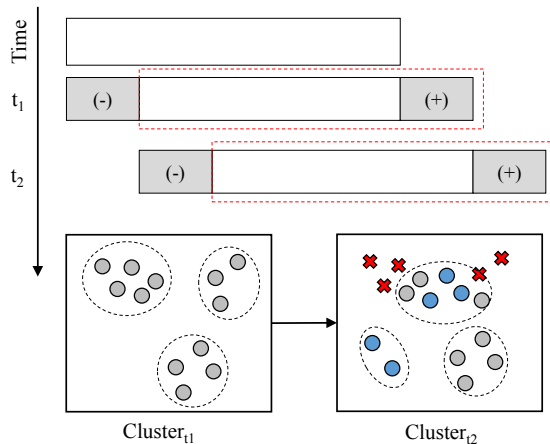 Time
t1
(-)
(+)
t2
(-)
(+)
Clustert1
Clustert2